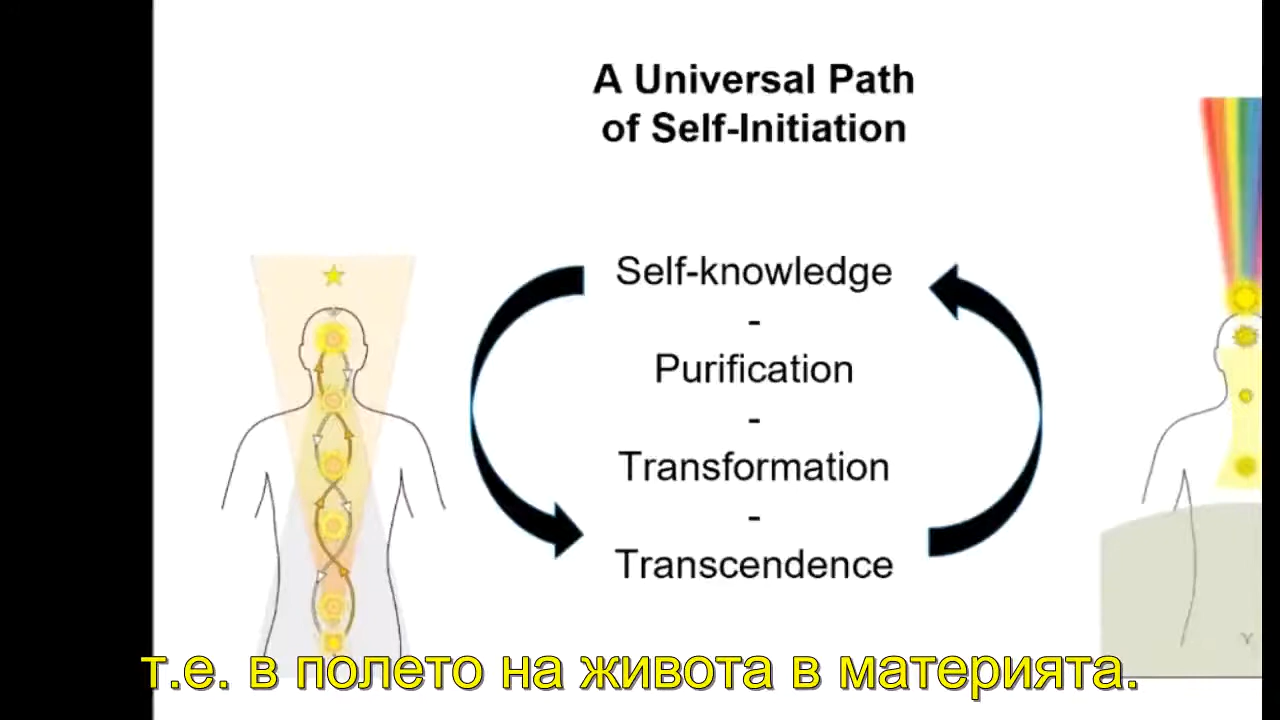 A Universal Path
of Self-Initiation
Self-knowledge
-
Purification
-
Transformation
-
Transcendence
т.е. в полето на живота в материята.